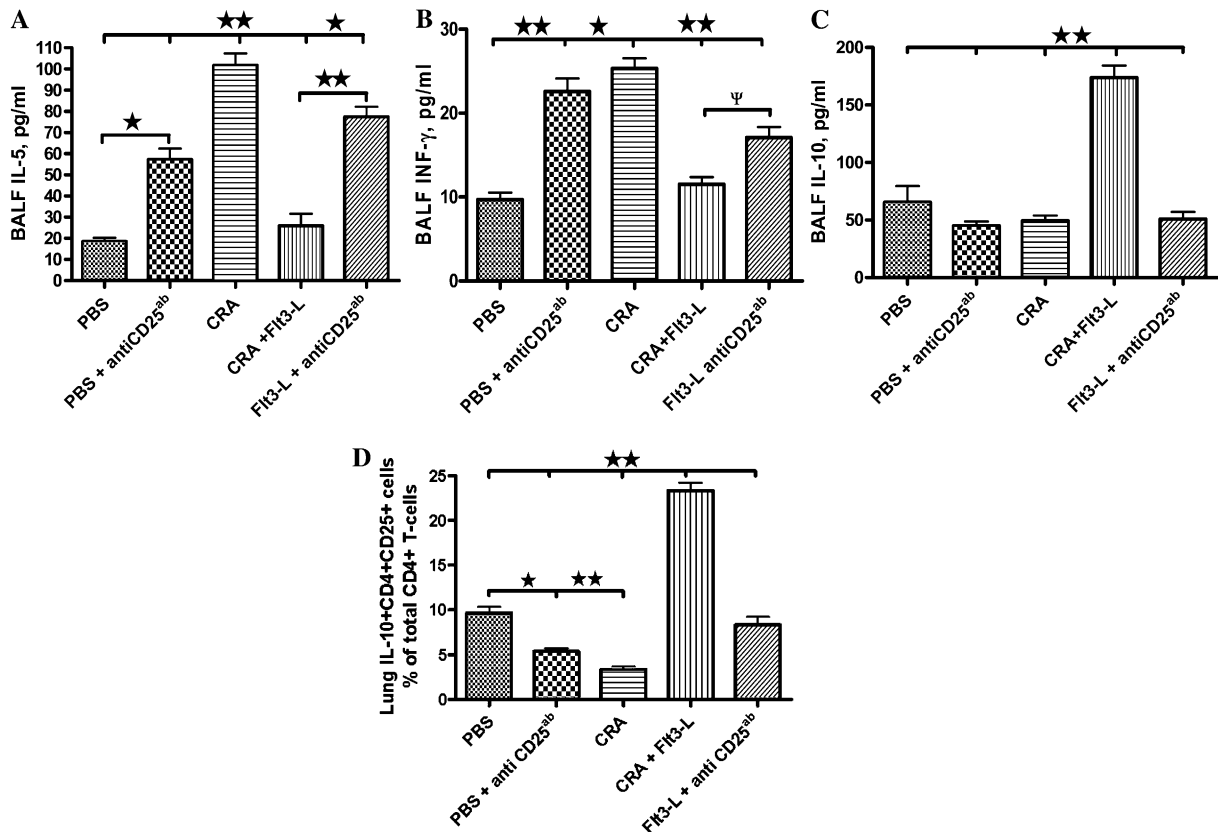 A
★★
★
BALF IL-5, pg/ml
110
100
90
80
70
60
50
40
30
20
10
0
★
★★
PBS
PBS + antiCD25ab
CRA
CRA +Flt3-L
Flt3-L + antiCD25ab
B
★★
★
★★
BALF INF-γ, pg/ml
30
20
10
0
Ψ
PBS
PBS + antiCD25ab
CRA
CRA+Flt3-L
Flt3-L antiCD25ab
C
★★
BALF IL-10, pg/ml
200
150
100
50
0
PBS
PBS + antiCD25ab
CRA
CRA+Flt3-L
Flt3-L + antiCD25ab
D
★★
Lung IL-10+CD4+CD25+ cells
% of total CD4+ T-cells
25
20
15
10
5
0
★
★★
PBS
PBS + anti CD25ab
CRA
CRA + Flt3-L
Flt3-L + anti CD25ab